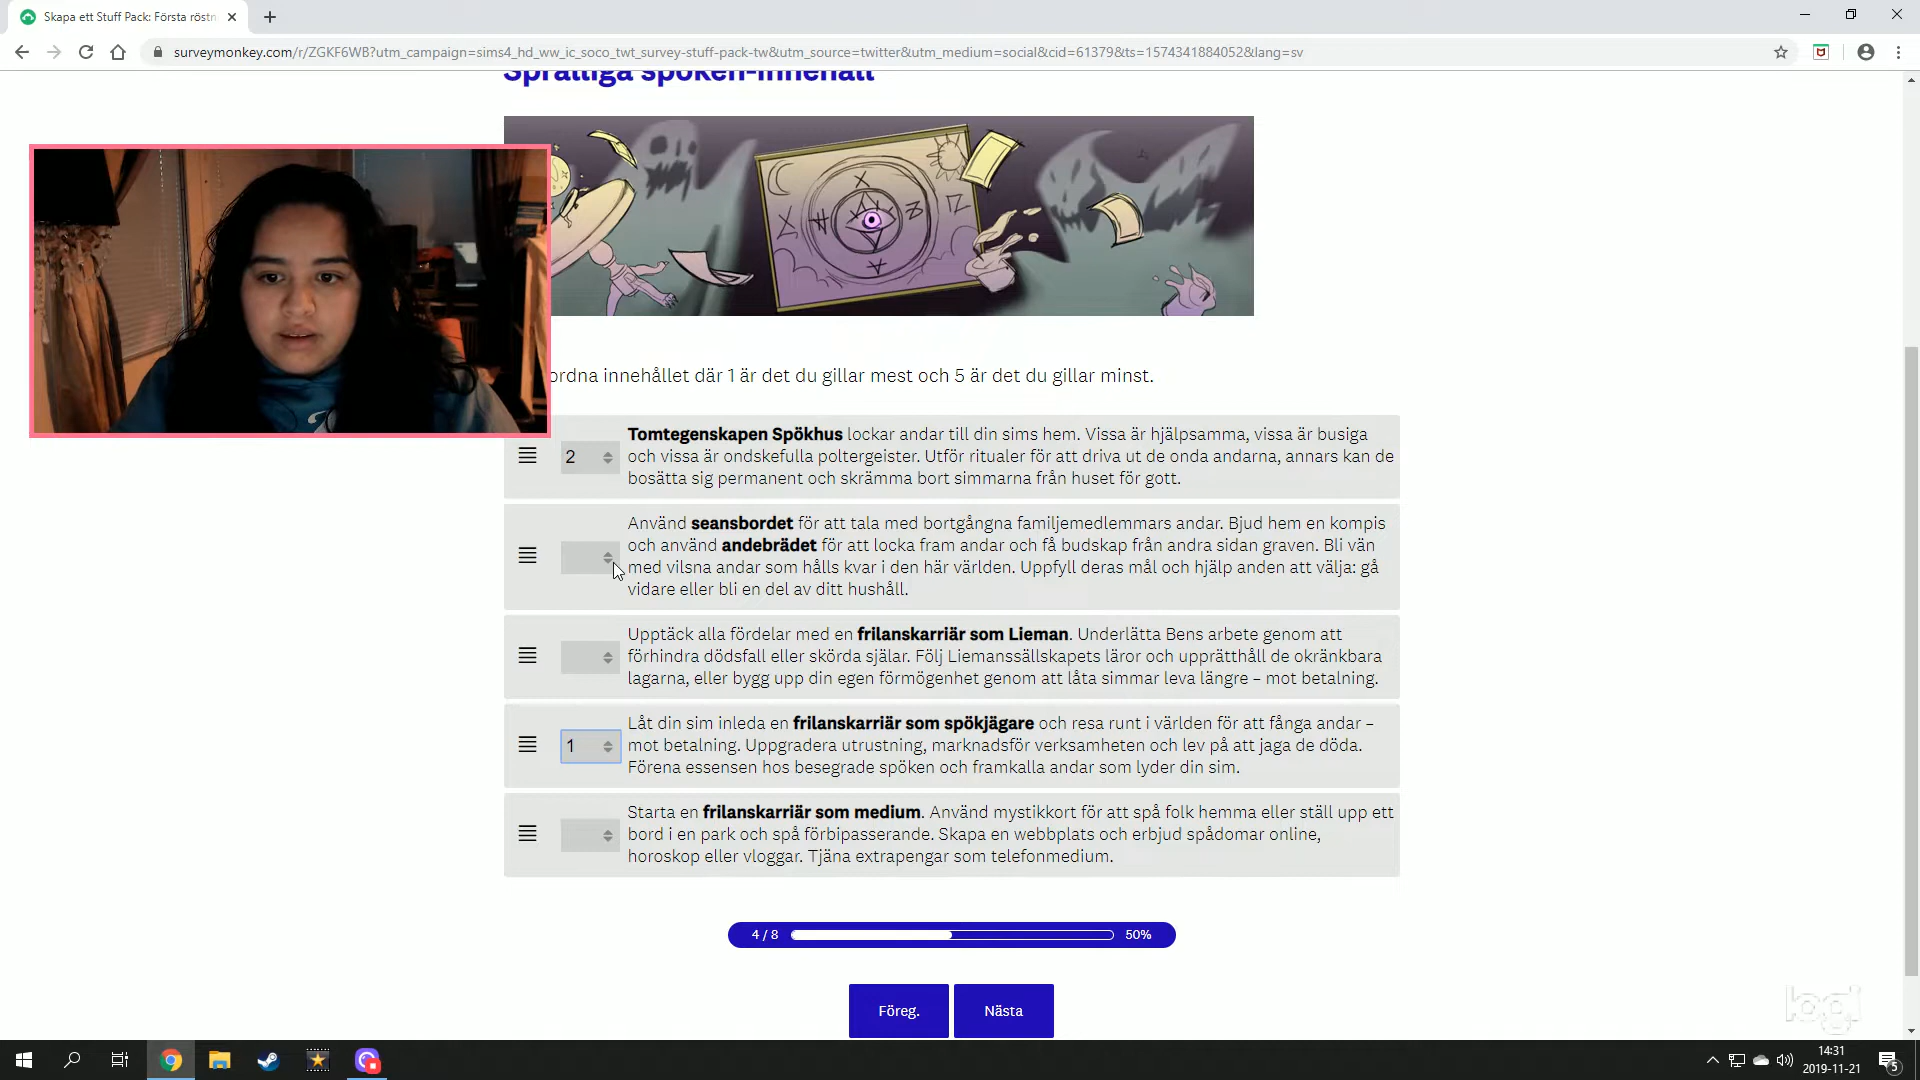 Skapa ett Stuff Pack: Första röstn
surveymonkey.com/r/ZGKF6WB?utm_campaign=sims4_hd_ww_ic_soco_twt_survey-stuff-pack-tw&utm_source=twitter&utm_medium=social&cid=61379&ts=1574341884052&lang=sv
Sprälliga spöken-innehåll
ordna innehållet där 1 är det du gillar mest och 5 är det du gillar minst.
2
Tomtegenskapen Spökhus lockar andar till din sims hem. Vissa är hjälpsamma, vissa är busiga
och vissa är ondskefulla poltergeister. Utför ritualer för att driva ut de onda andarna, annars kan de
bosätta sig permanent och skrämma bort simmarna från huset för gott.
Använd seansbordet för att tala med bortgångna familjemedlemmars andar. Bjud hem en kompis
och använd andebrädet för att locka fram andar och få budskap från andra sidan graven. Bli vän
med vilsna andar som hålls kvar i den här världen. Uppfyll deras mål och hjälp anden att välja: gå
vidare eller bli en del av ditt hushåll.
Upptäck alla fördelar med en frilanskarriär som Lieman. Underlätta Bens arbete genom att
förhindra dödsfall eller skörda själar. Följ Liemanssällskapets läror och upprätthåll de okränkbara
lagarna, eller bygg upp din egen förmögenhet genom att låta simmar leva längre – mot betalning.
1
Låt din sim inleda en frilanskarriär som spökjägare och resa runt i världen för att fånga andar –
mot betalning. Uppgradera utrustning, marknadsför verksamheten och lev på att jaga de döda.
Förena essensen hos besegrade spöken och framkalla andar som lyder din sim.
Starta en frilanskarriär som medium. Använd mystikkort för att spå folk hemma eller ställ upp ett
bord i en park och spå förbipasserande. Skapa en webbplats och erbjud spådomar online,
horoskop eller vloggar. Tjäna extrapengar som telefonmedium.
4 / 8
50%
Föreg.
Nästa
logi
14:31
2019-11-21
5